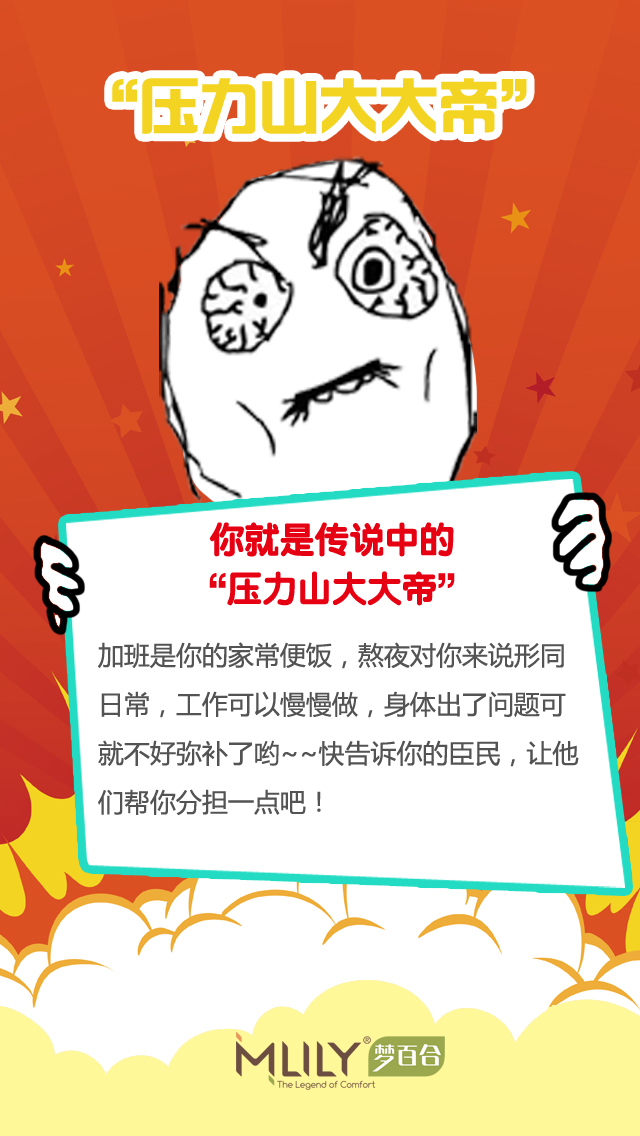 “压力山大大帝”
你就是传说中的
“压力山大大帝”
加班是你的家常便饭，熬夜对你来说形同
日常，工作可以慢慢做，身体出了问题可
就不好弥补了哟~~快告诉你的臣民，让他
们帮你分担一点吧！
MLILY® 梦百合
The Legend of Comfort